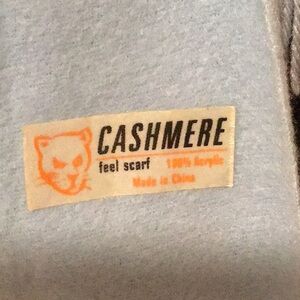 CASHMERE
feel scarf 100% Acrylic
Made in China